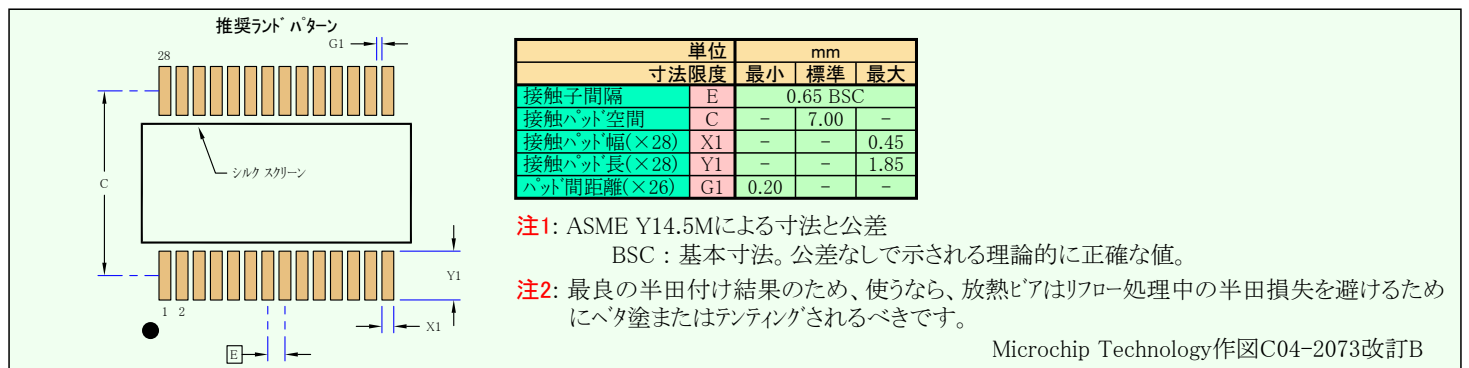 推奨ランド パターン
G1
28
C
シルク スクリーン
Y1
1 2
X1
E
単位 mm
寸法限度 最小 標準 最大
接触子間隔 E 0.65 BSC
接触パッド空間 C - 7.00 -
接触パッド幅(×28) X1 - - 0.45
接触パッド長(×28) Y1 - - 1.85
パッド間距離(×26) G1 0.20 - -
注1: ASME Y14.5Mによる寸法と公差
BSC : 基本寸法。公差なしで示される理論的に正確な値。
注2: 最良の半田付け結果のため、使うなら、放熱ビアはリフロー処理中の半田損失を避けるため
にベタ塗またはテンティングされるべきです。
Microchip Technology作図C04-2073改訂B